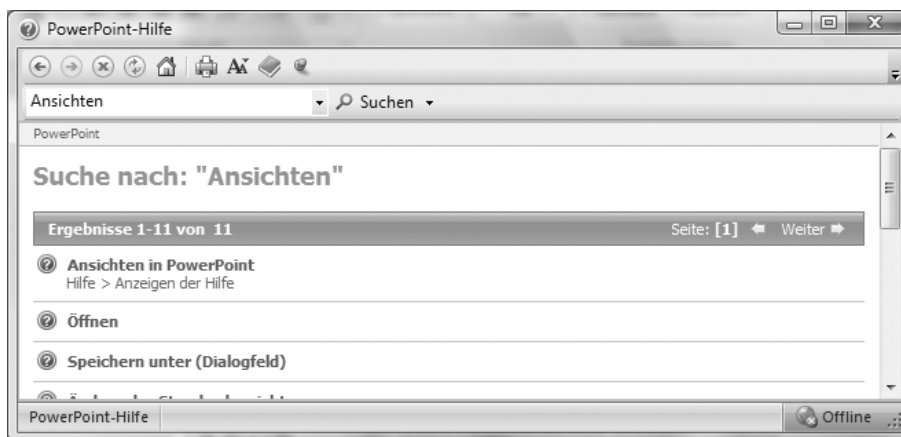 PowerPoint-Hilfe
Ansichten Suchen
PowerPoint
Suche nach: "Ansichten"
Ergebnisse 1-11 von 11 Seite: [1] Weiter
Ansichten in PowerPoint
Hilfe > Anzeigen der Hilfe
Öffnen
Speichern unter (Dialogfeld)
PowerPoint-Hilfe Offline